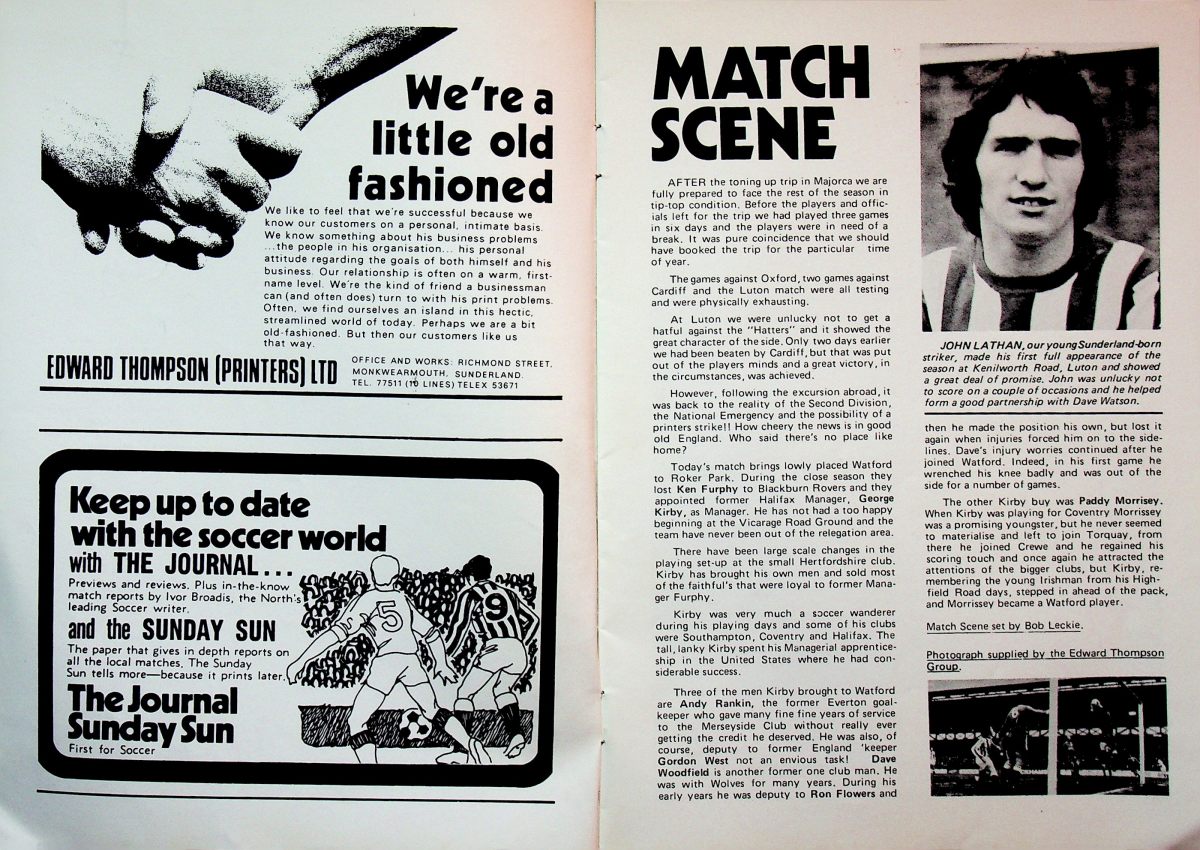 We're a
little old
fashioned
We like to feel that we're successful because we
know our customers on a personal, intimate basis.
We know something about his business problems
...the people in his organisation... his personal
attitude regarding the goals of both himself and his
business. Our relationship is often on a warm, first-
name level. We're the kind of friend a businessman
can (and often does) turn to with his print problems.
Often, we find ourselves an island in this hectic,
streamlined world of today. Perhaps we are a bit
old-fashioned. But then our customers like us
that way.
EDWARD THOMPSON (PRINTERS) LTD
OFFICE AND WORKS: RICHMOND STREET,
MONKWEARMOUTH, SUNDERLAND.
TEL. 77511 (10 LINES) TELEX 53671
Keep up to date
with the soccer world
with THE JOURNAL...
Previews and reviews. Plus in-the-know
match reports by Ivor Broadis, the North's
leading Soccer writer.
and the SUNDAY SUN
The paper that gives in depth reports on
all the local matches. The Sunday
Sun tells more—because it prints later.
The Journal
Sunday Sun
First for Soccer
5
9
MATCH
SCENE
AFTER the toning up trip in Majorca we are
fully prepared to face the rest of the season in
tip-top condition. Before the players and offic-
ials left for the trip we had played three games
in six days and the players were in need of a
break. It was pure coincidence that we should
have booked the trip for the particular time
of year.
The games against Oxford, two games against
Cardiff and the Luton match were all testing
and were physically exhausting.
At Luton we were unlucky not to get a
hatful against the "Hatters" and it showed the
great character of the side. Only two days earlier
we had been beaten by Cardiff, but that was put
out of the players minds and a great victory, in
the circumstances, was achieved.
However, following the excursion abroad, it
was back to the reality of the Second Division,
the National Emergency and the possibility of a
printers strike!! How cheery the news is in good
old England. Who said there's no place like
home?
Today's match brings lowly placed Watford
to Roker Park. During the close season they
lost Ken Furphy to Blackburn Rovers and they
appointed former Halifax Manager, George
Kirby, as Manager. He has not had a too happy
beginning at the Vicarage Road Ground and the
team have never been out of the relegation area.
There have been large scale changes in the
playing set-up at the small Hertfordshire club.
Kirby has brought his own men and sold most
of the faithful's that were loyal to former Mana-
ger Furphy.
Kirby was very much a soccer wanderer
during his playing days and some of his clubs
were Southampton, Coventry and Halifax. The
tall, lanky Kirby spent his Managerial apprentice-
ship in the United States where he had con-
siderable success.
Three of the men Kirby brought to Watford
are Andy Rankin, the former Everton goal-
keeper who gave many fine fine years of service
to the Merseyside Club without really ever
getting the credit he deserved. He was also, of
course, deputy to former England 'keeper
Gordon West not an envious task! Dave
Woodfield is another former one club man. He
was with Wolves for many years. During his
early years he was deputy to Ron Flowers and
JOHN LATHAN, our young Sunderland-born
striker, made his first full appearance of the
season at Kenilworth Road, Luton and showed
a great deal of promise. John was unlucky not
to score on a couple of occasions and he helped
form a good partnership with Dave Watson.
then he made the position his own, but lost it
again when injuries forced him on to the side-
lines. Dave's injury worries continued after he
joined Watford. Indeed, in his first game he
wrenched his knee badly and was out of the
side for a number of games.
The other Kirby buy was Paddy Morrisey.
When Kirby was playing for Coventry Morrissey
was a promising youngster, but he never seemed
to materialise and left to join Torquay, from
there he joined Crewe and he regained his
scoring touch and once again he attracted the
attentions of the bigger clubs, but Kirby, re-
membering the young Irishman from his High-
field Road days, stepped in ahead of the pack,
and Morrissey became a Watford player.
Match Scene set by Bob Leckie.
Photograph supplied by the Edward Thompson
Group.